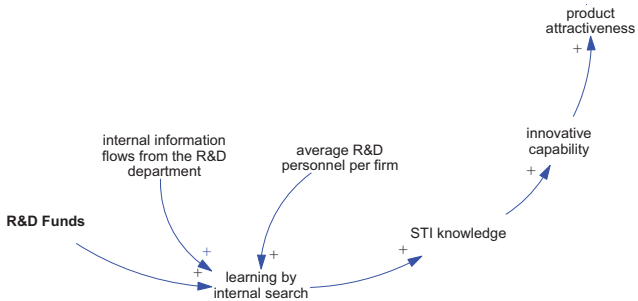 product
attractiveness
+
innovative
capability
+
internal information
flows from the R&D
department
average R&D
personnel per firm
R&D Funds
STI knowledge
+
+
+
+
learning by
internal search